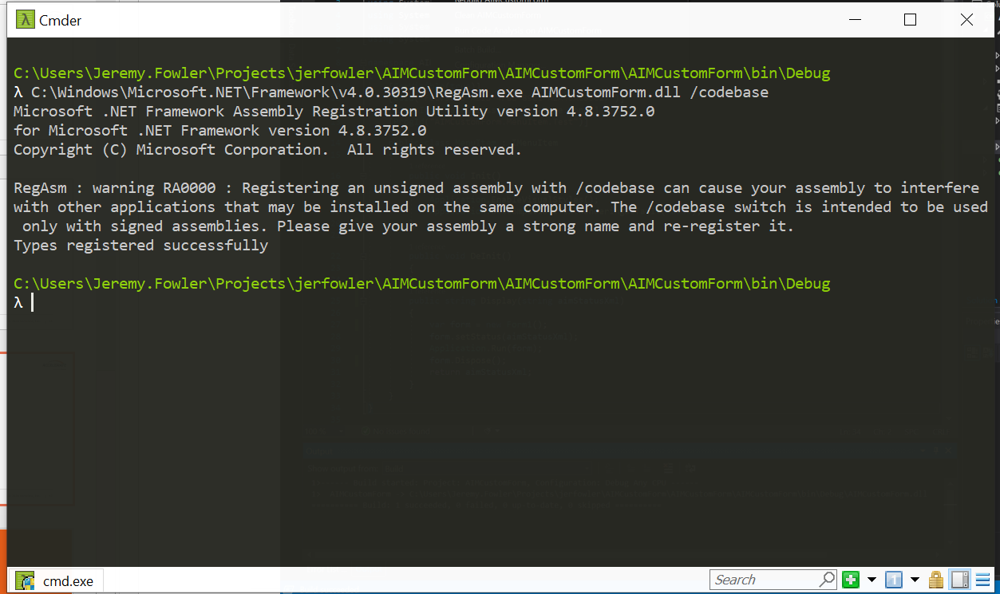 Cmder
C:\Users\Jeremy.Fowler\Projects\jerfowler\AIMCustomForm\AIMCustomForm\AIMCustomForm\bin\Debug
λ C:\Windows\Microsoft.NET\Framework\v4.0.30319\RegAsm.exe AIMCustomForm.dll /codebase
Microsoft .NET Framework Assembly Registration Utility version 4.8.3752.0
for Microsoft .NET Framework version 4.8.3752.0
Copyright (C) Microsoft Corporation.  All rights reserved.
RegAsm : warning RA0000 : Registering an unsigned assembly with /codebase can cause your assembly to interfere
with other applications that may be installed on the same computer. The /codebase switch is intended to be used
only with signed assemblies. Please give your assembly a strong name and re-register it.
Types registered successfully
C:\Users\Jeremy.Fowler\Projects\jerfowler\AIMCustomForm\AIMCustomForm\AIMCustomForm\bin\Debug
λ
cmd.exe
Search
1